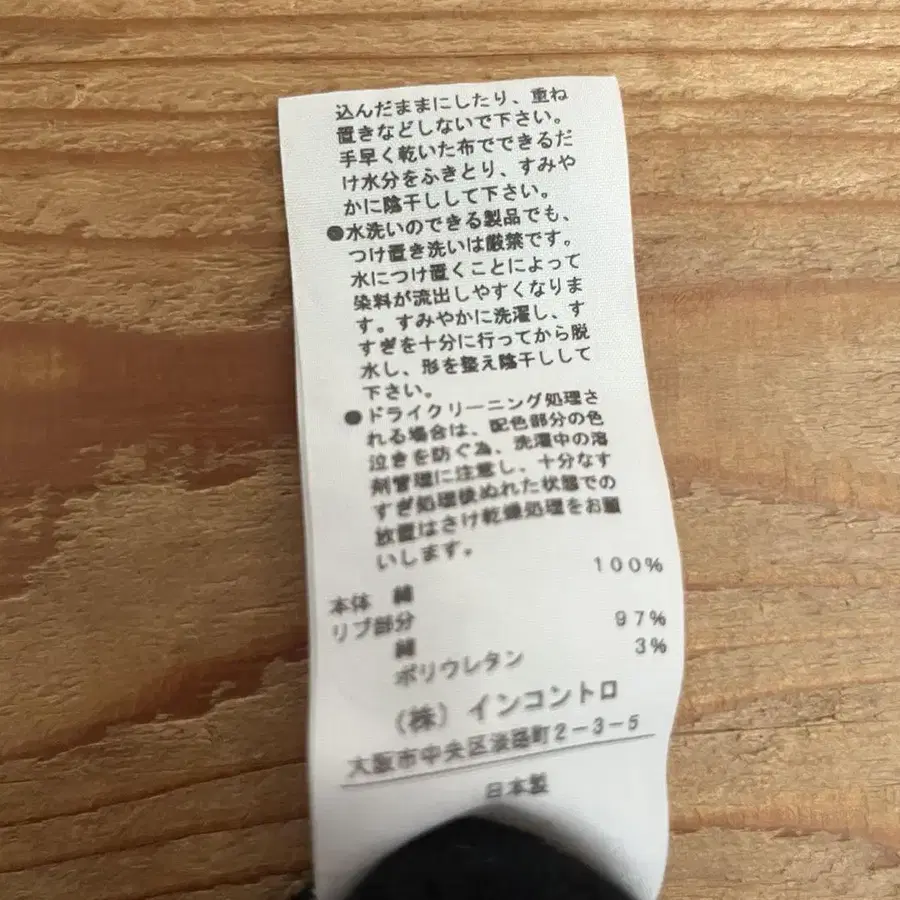 込んだままにしたり、重ね
置きなどしないで下さい。
手早く乾いた布でできるだ
け水分をふきとり、すみや
かに陰干しして下さい。
●水洗いのできる製品でも、
つけ置き洗いは厳禁です。
水につけ置くことによって
染料が流出しやすくなりま
す。すみやかに洗濯し、す
すぎを十分に行ってから脱
水し、形を整え陰干しして
下さい。
●ドライクリーニング処理さ
れる場合は、配色部分の色
泣きを防ぐ為、洗濯中の溶
剤管理に注意し、十分なす
すぎ処理後ぬれた状態での
放置はさけ乾燥処理をお願
いします。
本体 綿 100%
リブ部分
綿 97%
ポリウレタン 3%
(株)インコントロ
大阪市中央区淡路町2-3-5
日本製